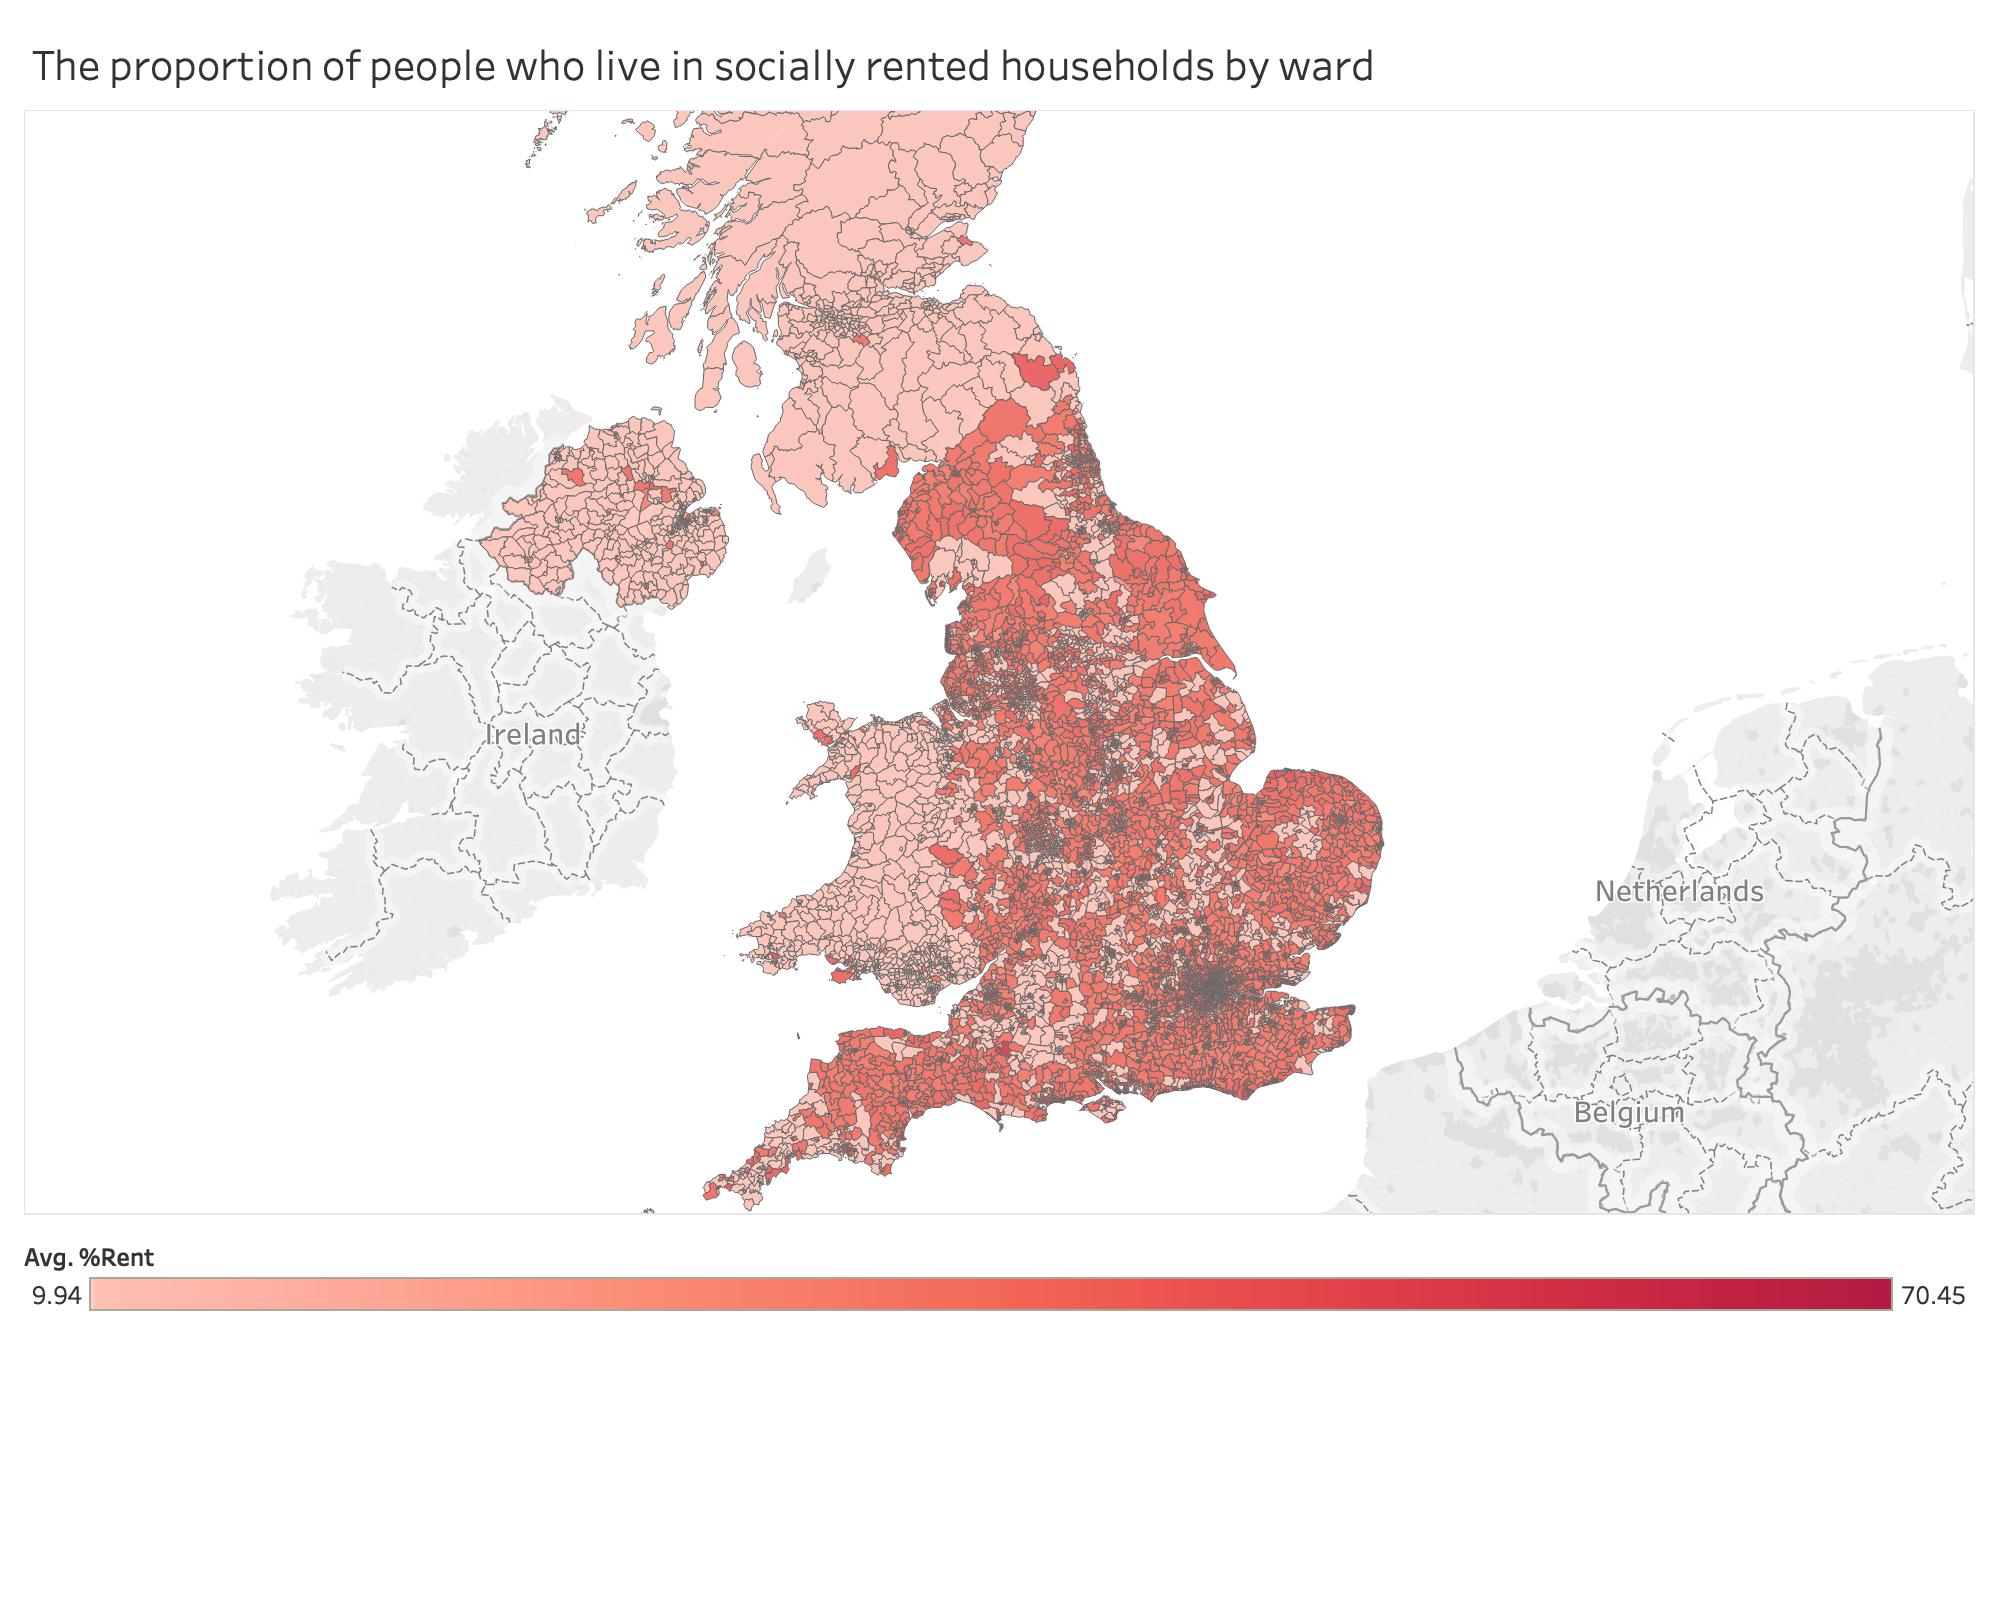 The proportion of people who live in socially rented households by ward
Ireland
Netherlands
Belgium
Avg. %Rent
9.94
70.45